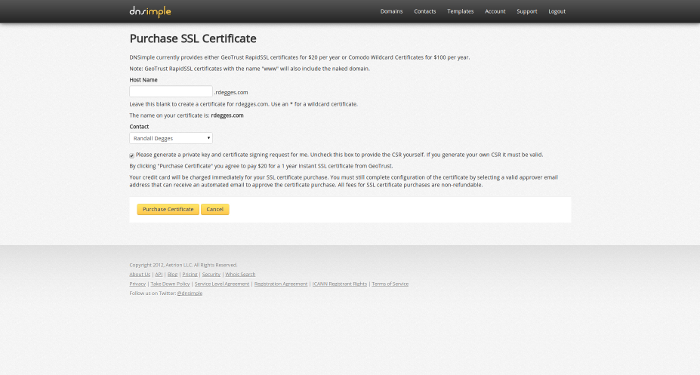 dnsimple
Domains Contacts Templates Account Support Logout
Purchase SSL Certificate
DNSimple currently provides either GeoTrust RapidSSL certificates for $20 per year or Comodo Wildcard Certificates for $100 per year.
Note: GeoTrust RapidSSL certificates with the name "www" will also include the naked domain.
Host Name
.rdegges.com
Leave this blank to create a certificate for rdegges.com. Use an * for a wildcard certificate.
The name on your certificate is: rdegges.com
Contact
Randall Degges
Please generate a private key and certificate signing request for me. Uncheck this box to provide the CSR yourself. If you generate your own CSR it must be valid.
By clicking "Purchase Certificate" you agree to pay $20 for a 1 year Instant SSL certificate from GeoTrust.
Your credit card will be charged immediately for your SSL certificate purchase. You must still complete configuration of the certificate by selecting a valid approver email
address that can receive an automated email to approve the certificate purchase. All fees for SSL certificate purchases are non-refundable.
Purchase Certificate Cancel
Copyright 2012, Aetrion LLC. All Rights Reserved.
About Us | API | Blog | Pricing | Security | Whois Search
Privacy | Take Down Policy | Service Level Agreement | Registration Agreement | ICANN Registrant Rights | Terms of Service
Follow us on Twitter: @dnsimple